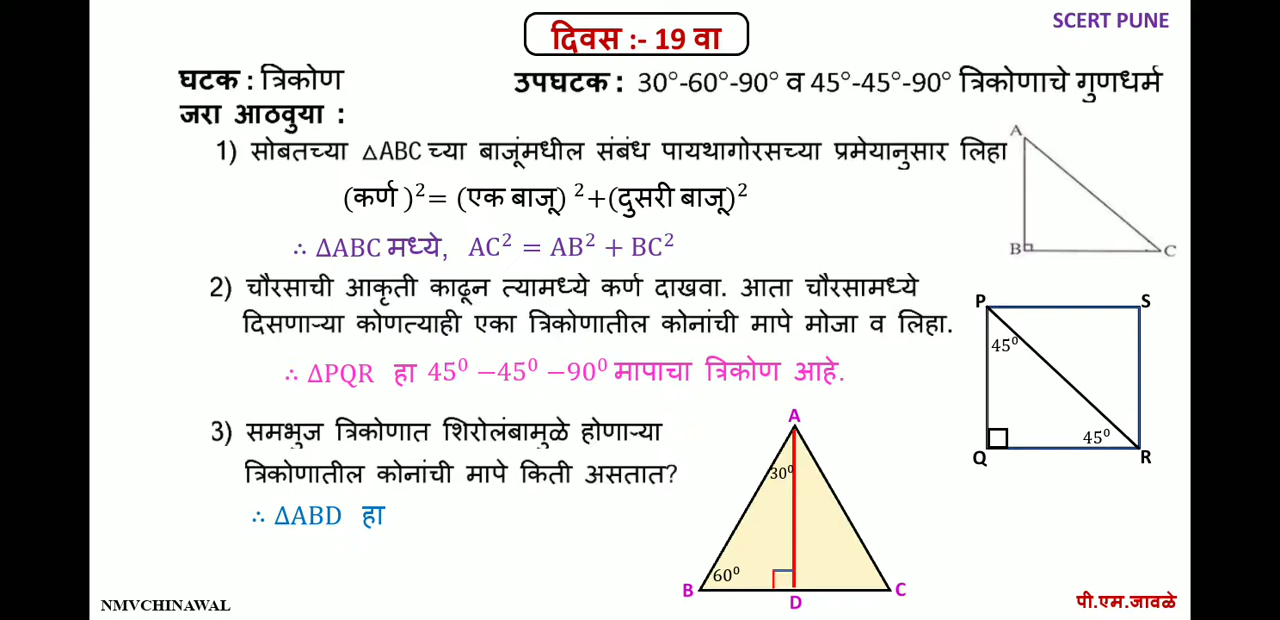 SCERT PUNE
दिवस :- 19 वा
घटक : त्रिकोण उपघटक : 30°-60°-90° व 45°-45°-90° त्रिकोणाचे गुणधर्म
जरा आठवुया :
1) सोबतच्या △ABC च्या बाजूंमधील संबंध पायथागोरसच्या प्रमेयानुसार लिहा
(कर्ण )²= (एक बाजू) ²+(दुसरी बाजू)²
∴ ΔABC मध्ये, AC² = AB² + BC²
A
B
C
2) चौरसाची आकृती काढून त्यामध्ये कर्ण दाखवा. आता चौरसामध्ये
दिसणाऱ्या कोणत्याही एका त्रिकोणातील कोनांची मापे मोजा व लिहा.
∴ ΔPQR हा 45⁰ −45⁰ −90⁰ मापाचा त्रिकोण आहे.
P
S
45⁰
45⁰
Q
R
3) समभुज त्रिकोणात शिरोलंबामुळे होणाऱ्या
त्रिकोणातील कोनांची मापे किती असतात?
∴ ΔABD हा
A
30⁰
60⁰
B
D
C
NMVCHINAWAL
पी.एम.जावळे